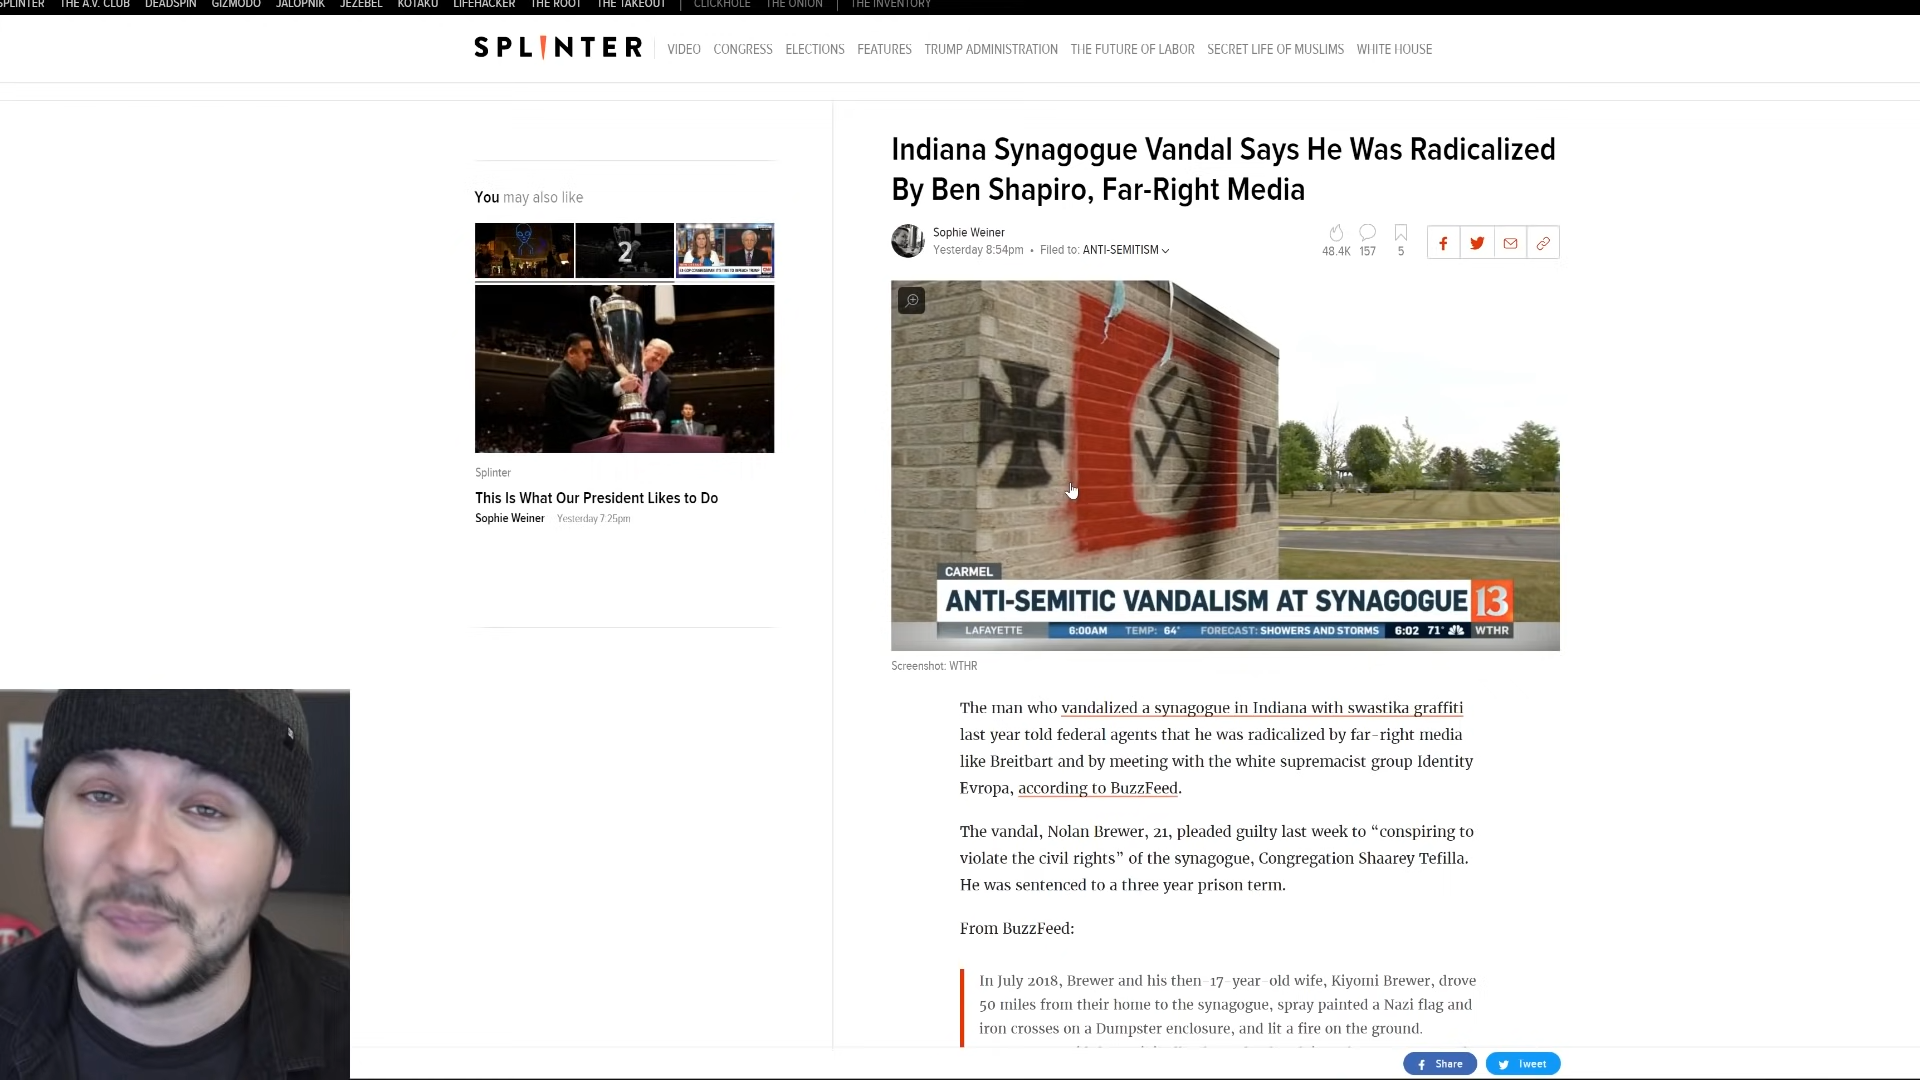 SPLINTER THE A.V. CLUB DEADSPIN GIZMODO JALOPNIK JEZEBEL KOTAKU LIFEHACKER THE ROOT THE TAKEOUT CLICKHOLE THE ONION THE INVENTORY
SPLINTER VIDEO CONGRESS ELECTIONS FEATURES TRUMP ADMINISTRATION THE FUTURE OF LABOR SECRET LIFE OF MUSLIMS WHITE HOUSE
You may also like
2
Splinter
This Is What Our President Likes to Do
Sophie Weiner Yesterday 7:25pm
Indiana Synagogue Vandal Says He Was Radicalized
By Ben Shapiro, Far-Right Media
Sophie Weiner
Yesterday 8:54pm • Filed to: ANTI-SEMITISM
48.4K 157 5
CARMEL
ANTI-SEMITIC VANDALISM AT SYNAGOGUE 13
LAFAYETTE 6:00AM TEMP: 64° FORECAST: SHOWERS AND STORMS 6:02 71° WTHR
Screenshot: WTHR
The man who vandalized a synagogue in Indiana with swastika graffiti
last year told federal agents that he was radicalized by far-right media
like Breitbart and by meeting with the white supremacist group Identity
Evropa, according to BuzzFeed.
The vandal, Nolan Brewer, 21, pleaded guilty last week to “conspiring to
violate the civil rights” of the synagogue, Congregation Shaarey Tefilla.
He was sentenced to a three year prison term.
From BuzzFeed:
In July 2018, Brewer and his then-17-year-old wife, Kiyomi Brewer, drove
50 miles from their home to the synagogue, spray painted a Nazi flag and
iron crosses on a Dumpster enclosure, and lit a fire on the ground.
Share Tweet